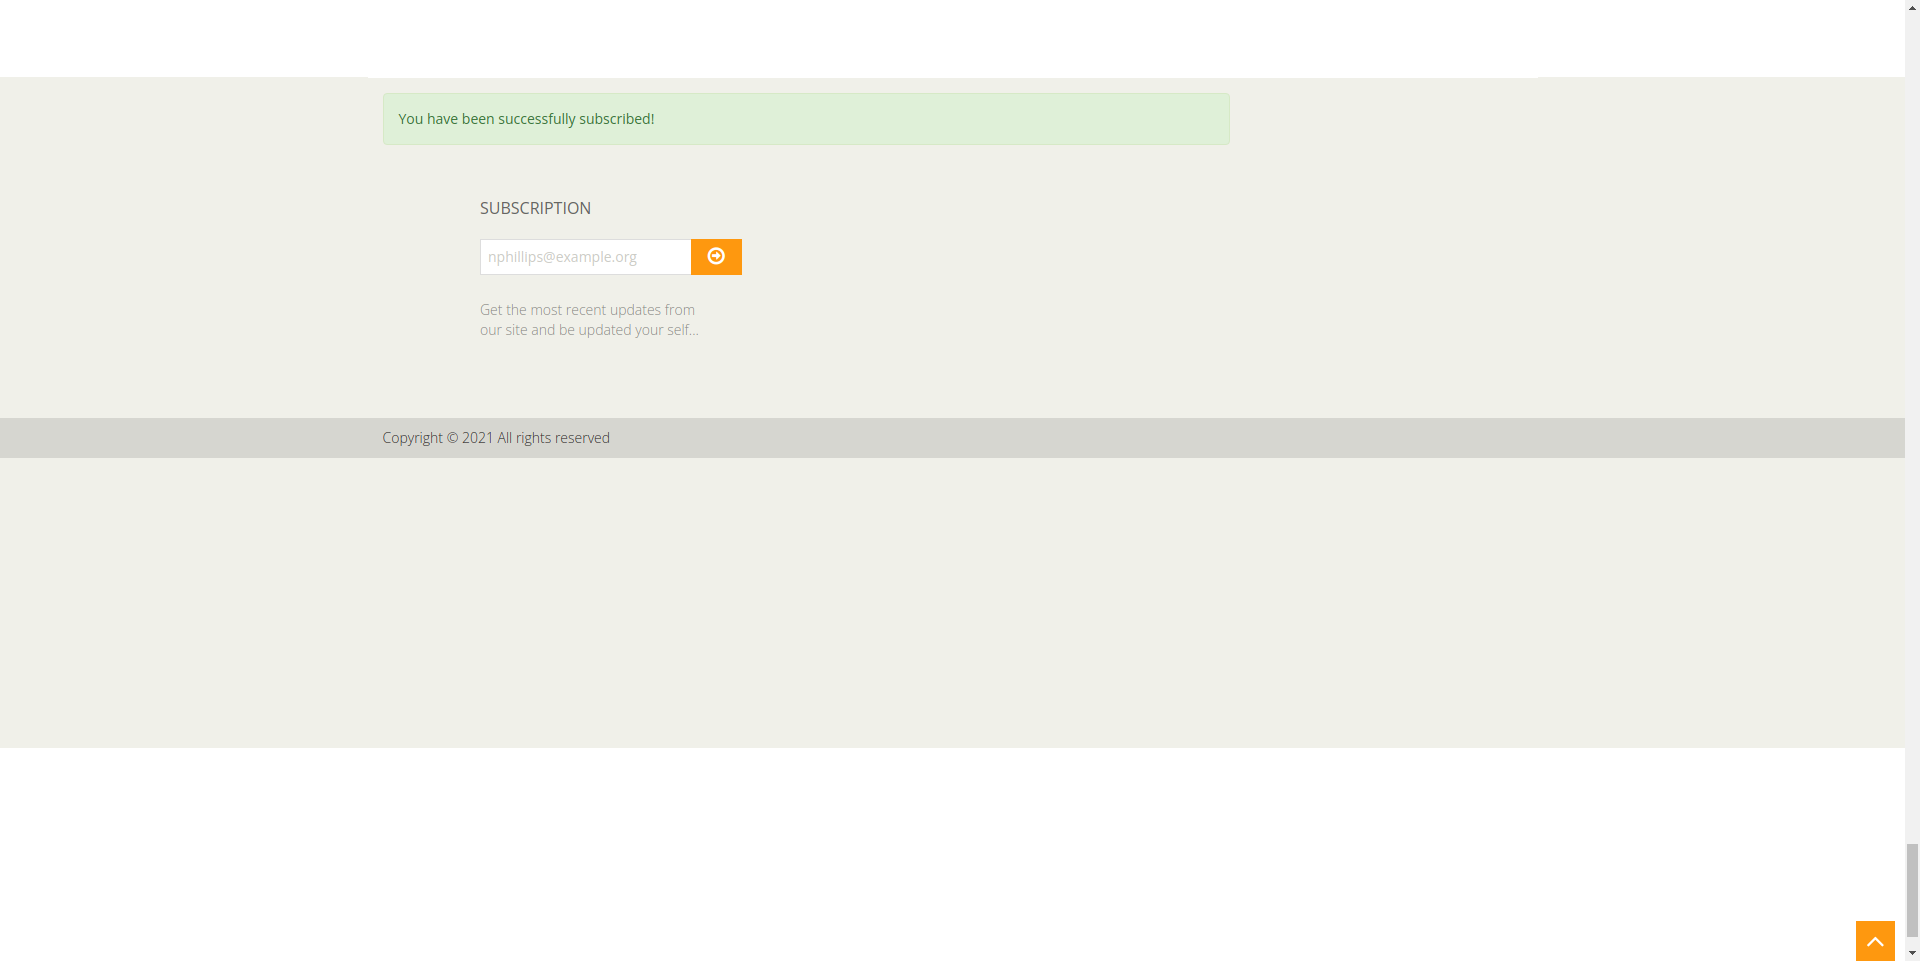 You have been successfully subscribed!
SUBSCRIPTION
nphillips@example.org
Get the most recent updates from
our site and be updated your self...
Copyright © 2021 All rights reserved